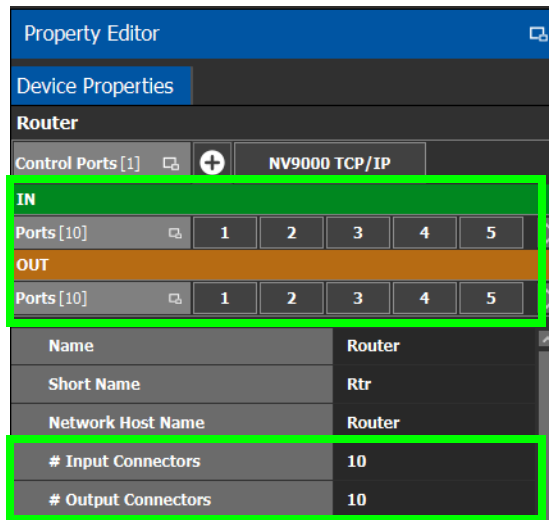 Property Editor
Device Properties
Router
Control Ports [1] NV9000 TCP/IP
IN
Ports [10] 1 2 3 4 5
OUT
Ports [10] 1 2 3 4 5
Name Router
Short Name Rtr
Network Host Name Router
# Input Connectors 10
# Output Connectors 10